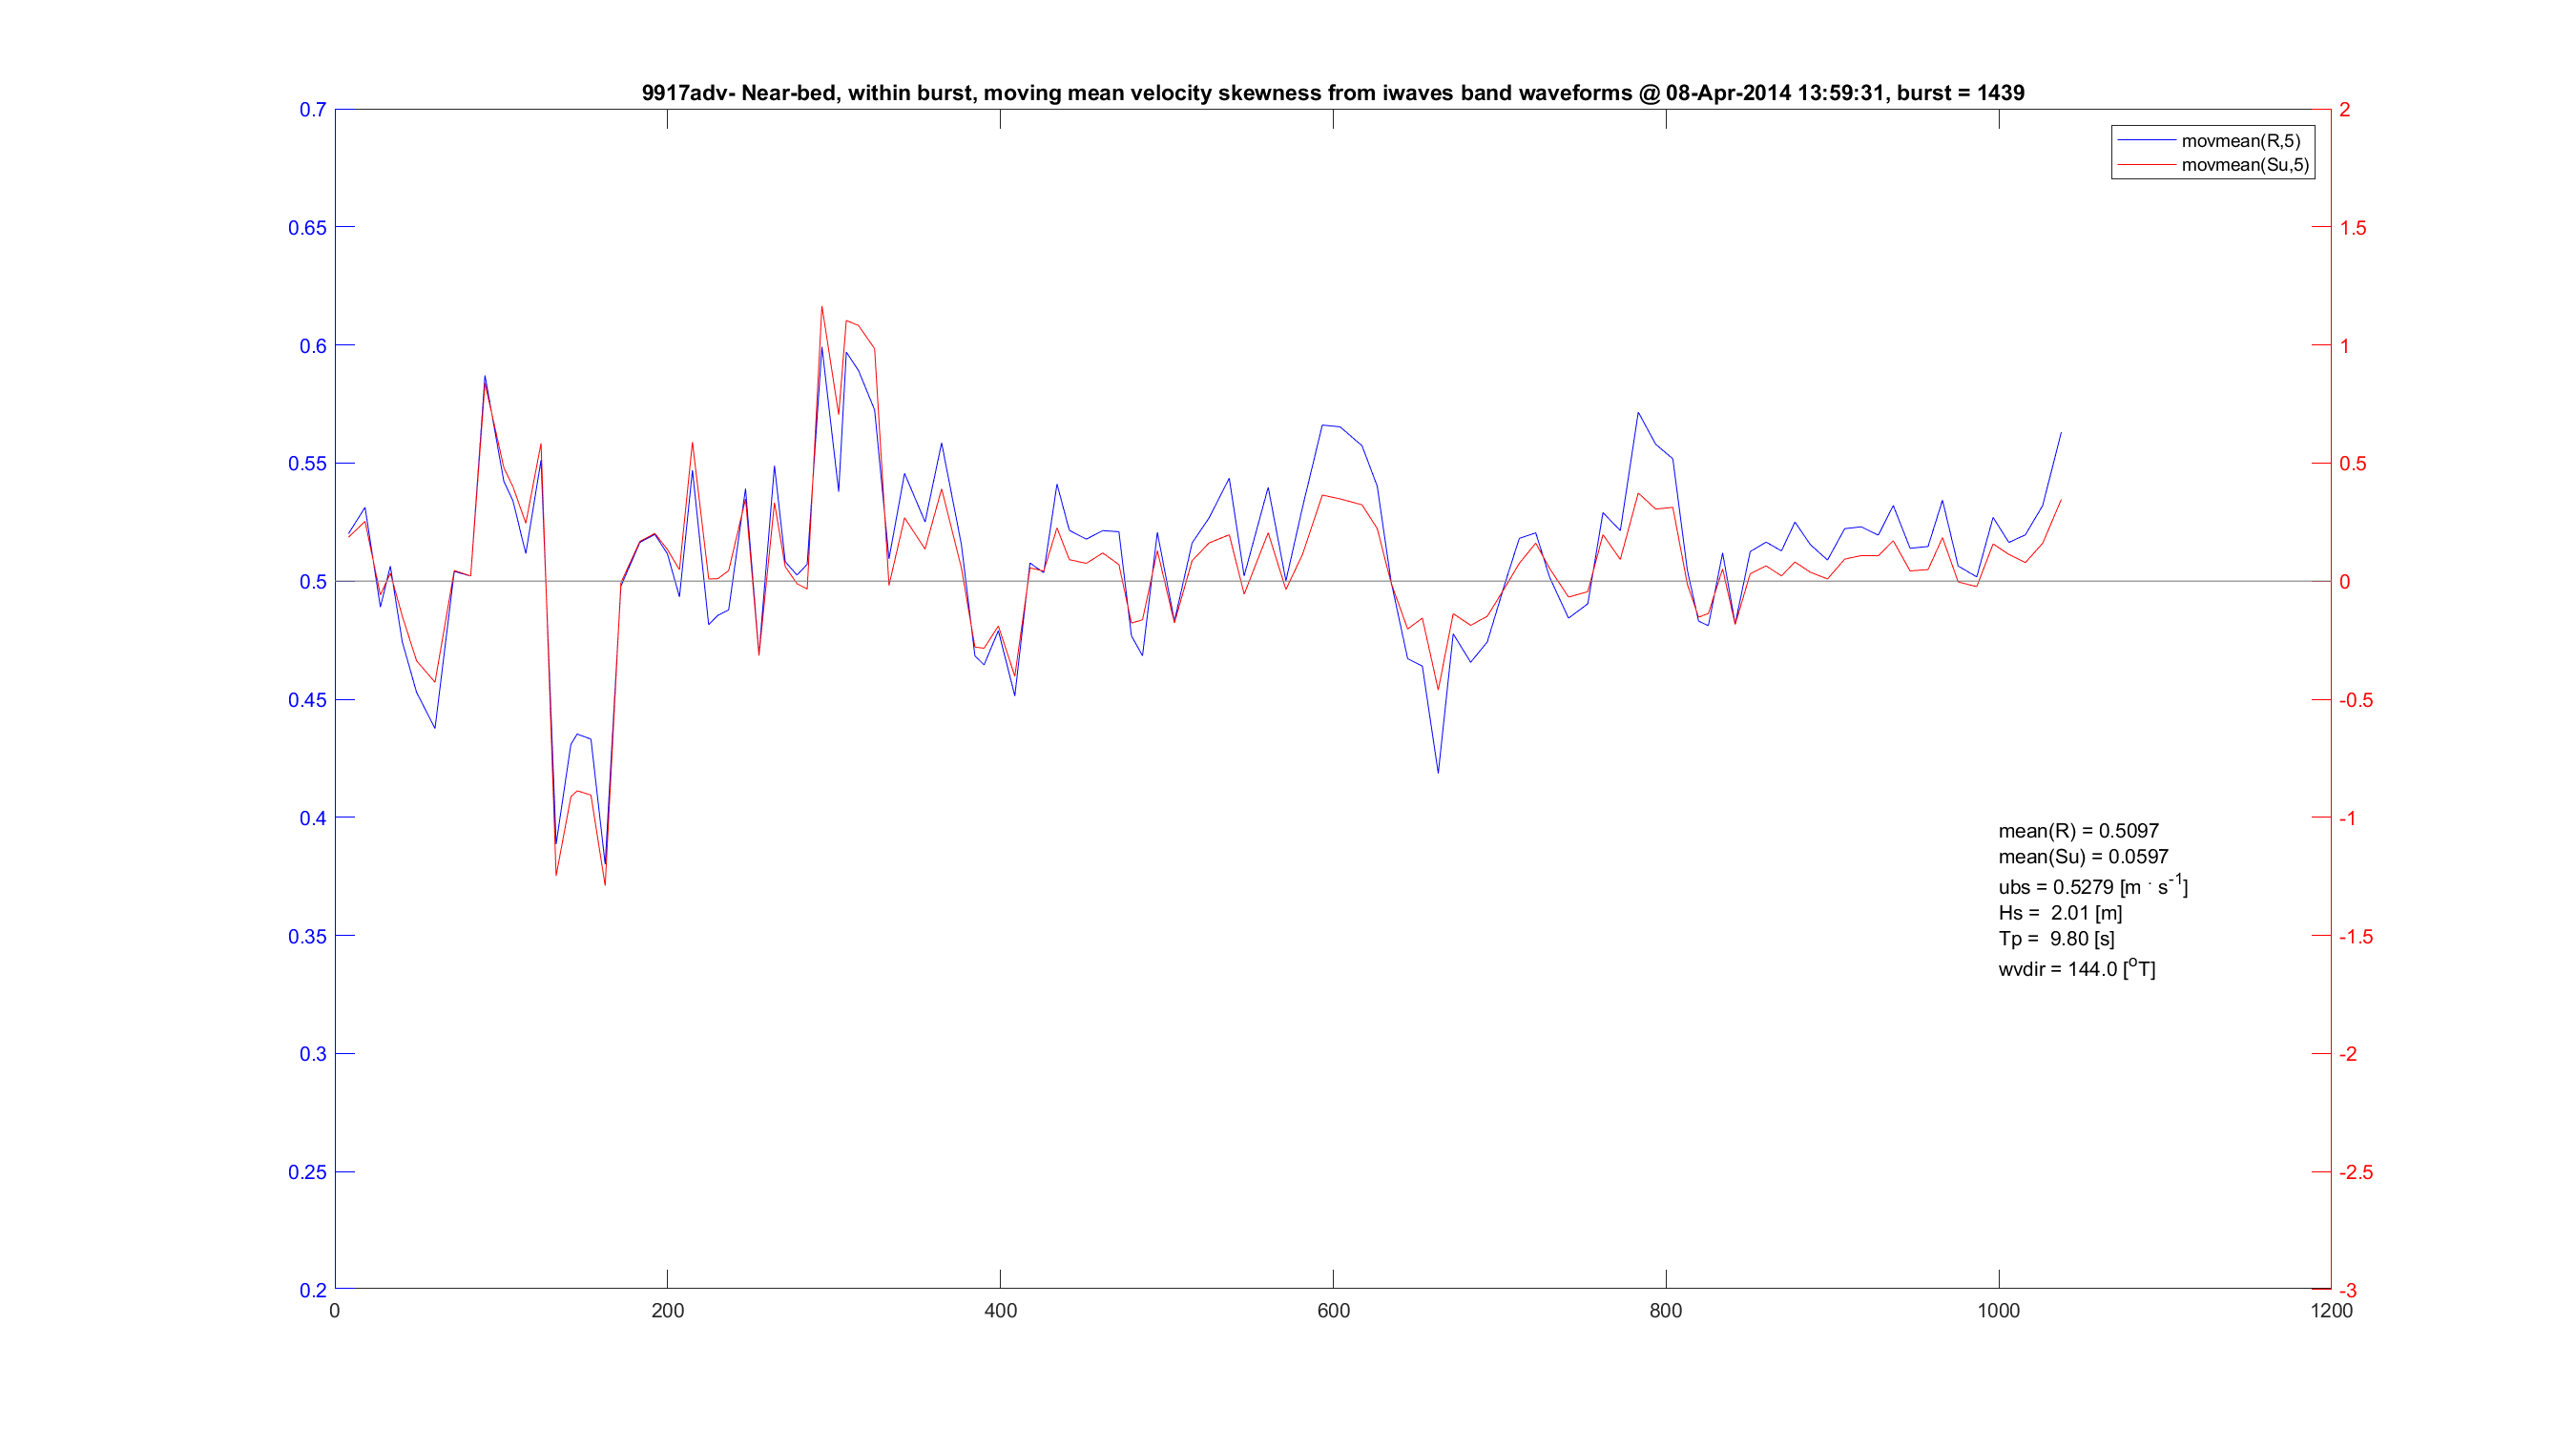 9917adv- Near-bed, within burst, moving mean velocity skewness from iwaves band waveforms @ 08-Apr-2014 13:59:31, burst = 1439
0.7
0.65
0.6
0.55
0.5
0.45
0.4
0.35
0.3
0.25
0.2
2
1.5
1
0.5
0
-0.5
-1
-1.5
-2
-2.5
-3
movmean(R,5)
movmean(Su,5)
mean(R) = 0.5097
mean(Su) = 0.0597
ubs = 0.5279 [m · s⁻¹]
Hs = 2.01 [m]
Tp = 9.80 [s]
wvdir = 144.0 [°T]
0 200 400 600 800 1000 1200